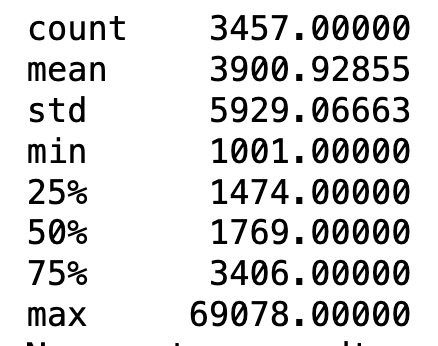 count 3457.00000
mean 3900.92855
std 5929.06663
min 1001.00000
25% 1474.00000
50% 1769.00000
75% 3406.00000
max 69078.00000